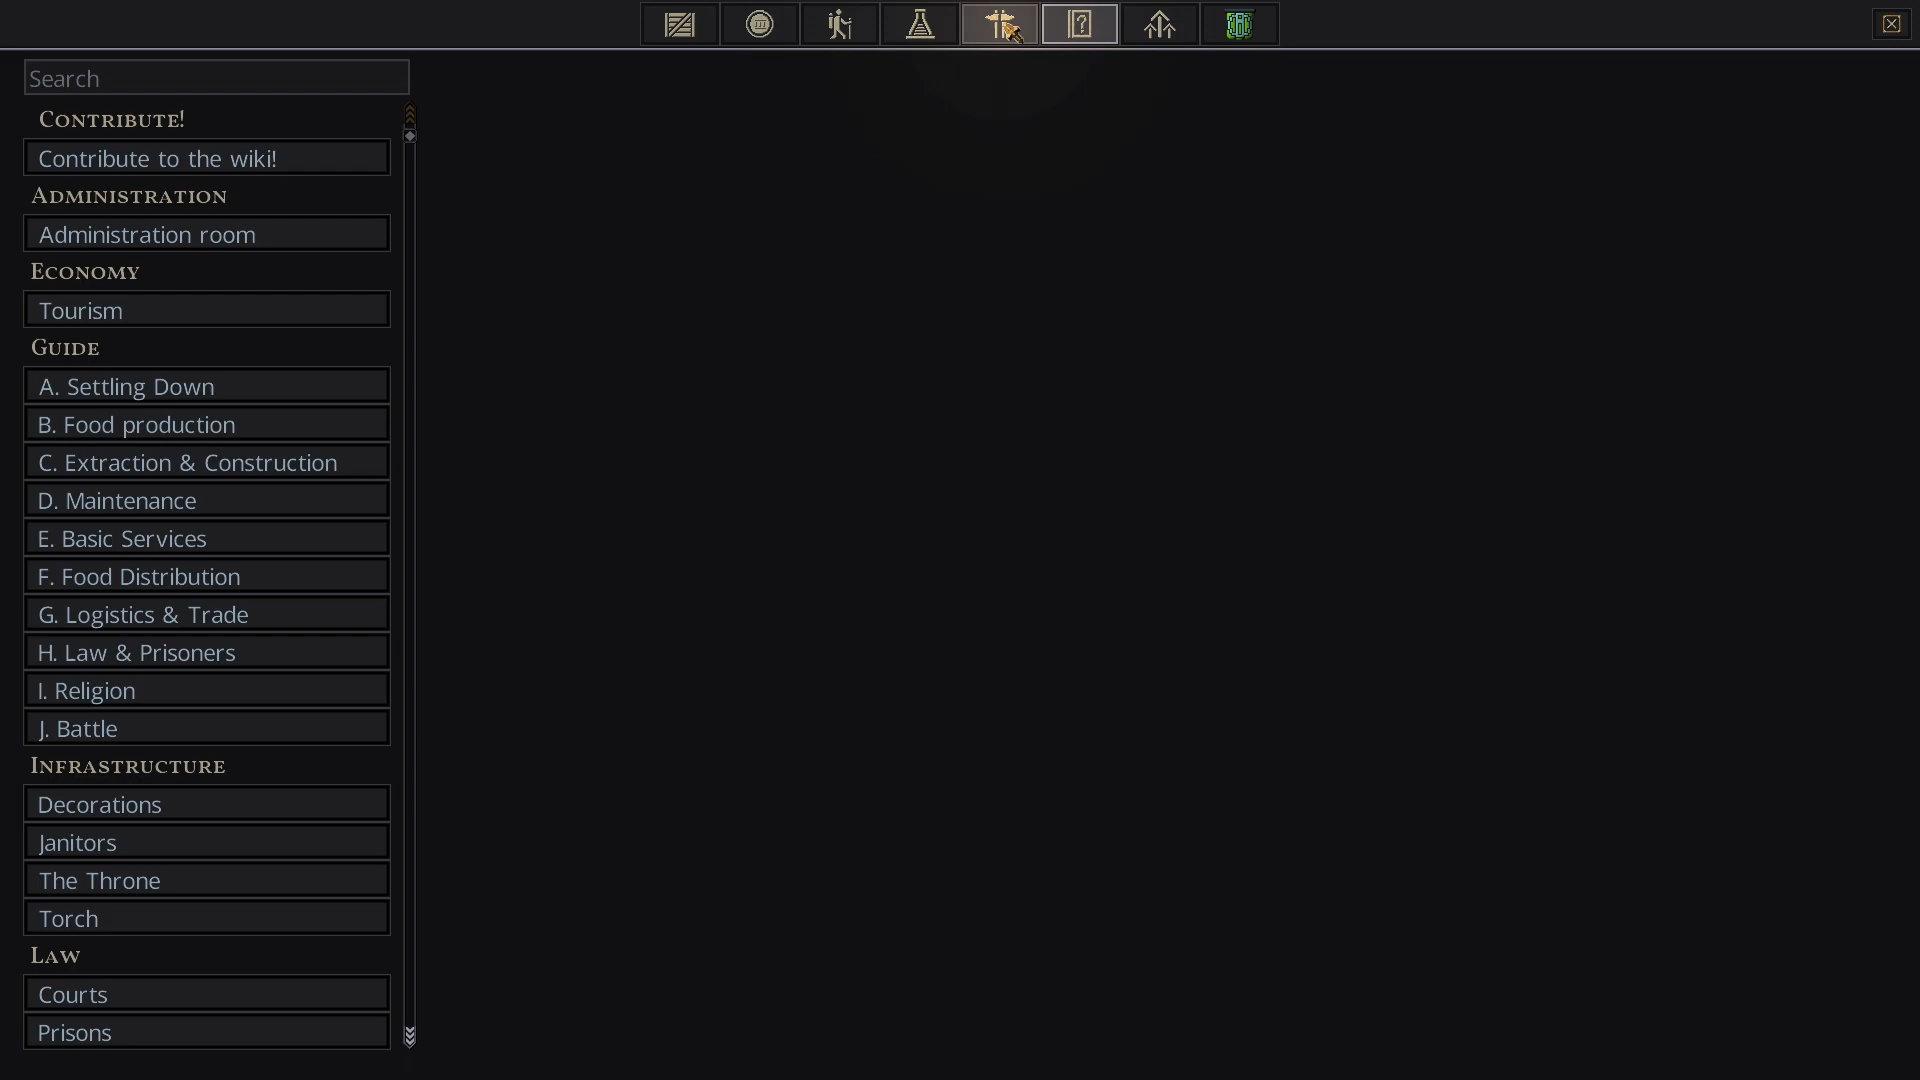 Search
Contribute!
Contribute to the wiki!
Administration
Administration room
Economy
Tourism
Guide
A. Settling Down
B. Food production
C. Extraction & Construction
D. Maintenance
E. Basic Services
F. Food Distribution
G. Logistics & Trade
H. Law & Prisoners
I. Religion
J. Battle
Infrastructure
Decorations
Janitors
The Throne
Torch
Law
Courts
Prisons